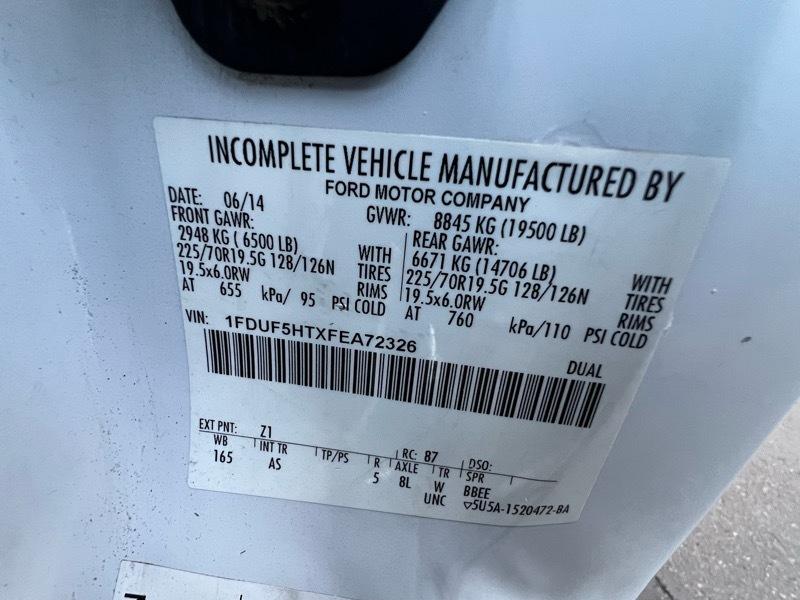 INCOMPLETE VEHICLE MANUFACTURED BY
FORD MOTOR COMPANY
DATE: 06/14 GVWR: 8845 KG (19500 LB)
FRONT GAWR: REAR GAWR:
2948 KG ( 6500 LB) WITH 6671 KG (14706 LB) WITH
225/70R19.5G 128/126N TIRES 225/70R19.5G 128/126N TIRES
19.5x6.0RW RIMS 19.5x6.0RW RIMS
AT 655 kPa/ 95 PSI COLD AT 760 kPa/110 PSI COLD
VIN: 1FDUF5HTXFEA72326
DUAL
EXT PNT: Z1 RC: 87 DSO:
WB INT TR TP/PS R AXLE TR SPR
165 AS 5 8L W BBEE
UNC ▽5U5A-1520472-BA